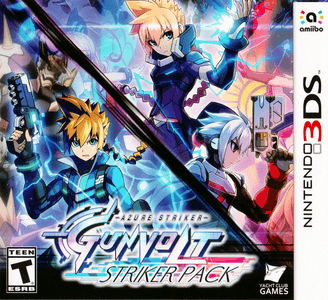 amiibo
NINTENDO 3DS
AZURE STRIKER
GUNVOLT
STRIKER PACK
TEEN
T
ESRB
YACHT CLUB
GAMES